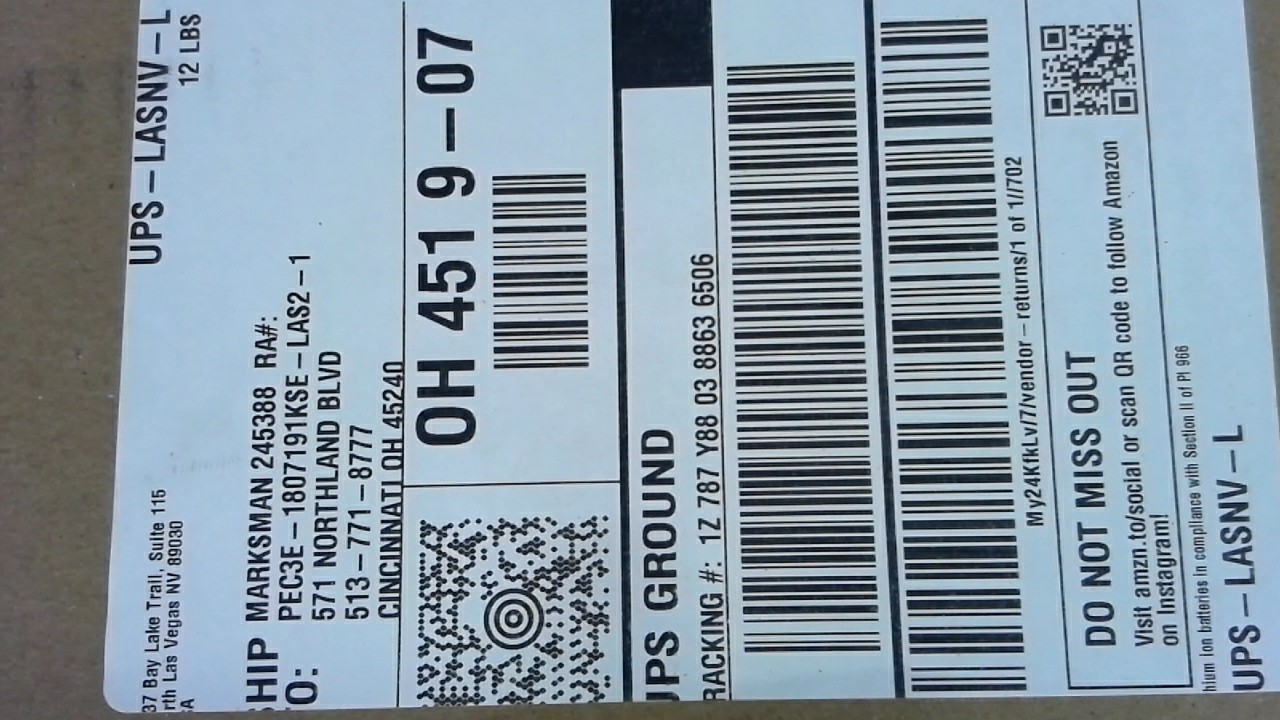 37 Bay Lake Trail, Suite 115
rth Las Vegas NV 89030
UPS – LASNV – L
12 LBS
SHIP MARKSMAN 245388 RA#:
TO: PEC3E – 1807191KSE – LAS2 – 1
571 NORTHLAND BLVD
513 – 771 – 8777
CINCINNATI OH 45240
OH 451 9 – 07
UPS GROUND
RACKING #: 1Z 787 Y88 03 8863 6506
My24KfkLv/7/vendor – returns/1 of 1//702
DO NOT MISS OUT
Visit amzn.to/social or scan QR code to follow Amazon
on Instagram!
hium Ion batteries in compliance with Section II of PI 966
UPS – LASNV – L